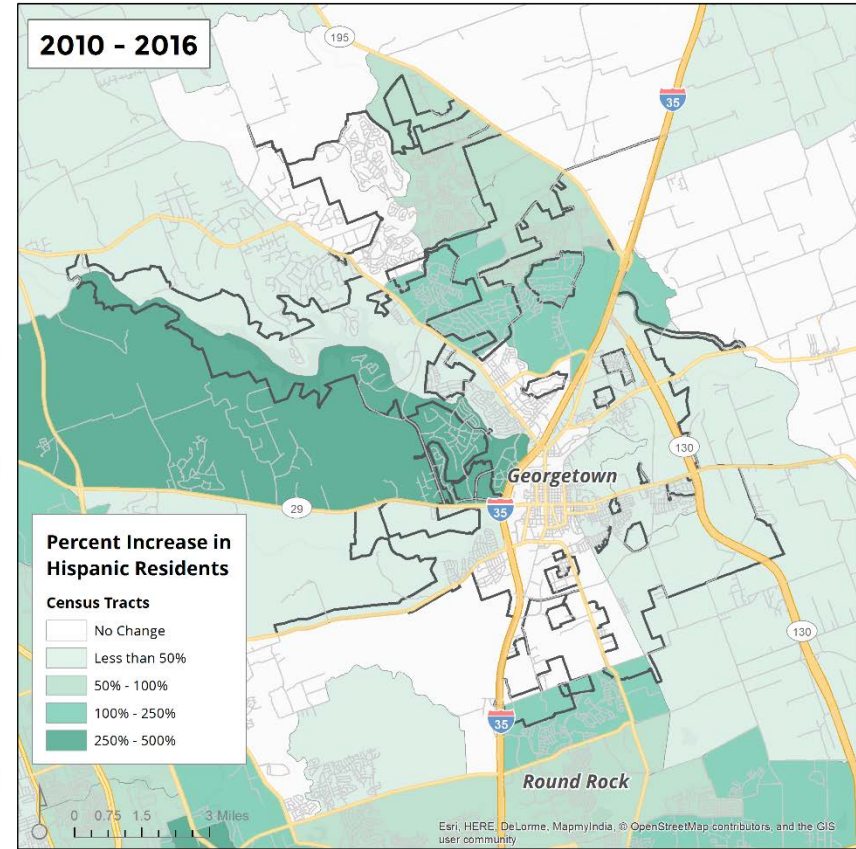 2010 - 2016
195
35
130
Georgetown
35
29
Percent Increase in
Hispanic Residents
Census Tracts
No Change
Less than 50%
50% - 100%
100% - 250%
250% - 500%
130
35
Round Rock
0 0.75 1.5 3 Miles
Esri, HERE, DeLorme, MapmyIndia, © OpenStreetMap contributors, and the GIS
user community